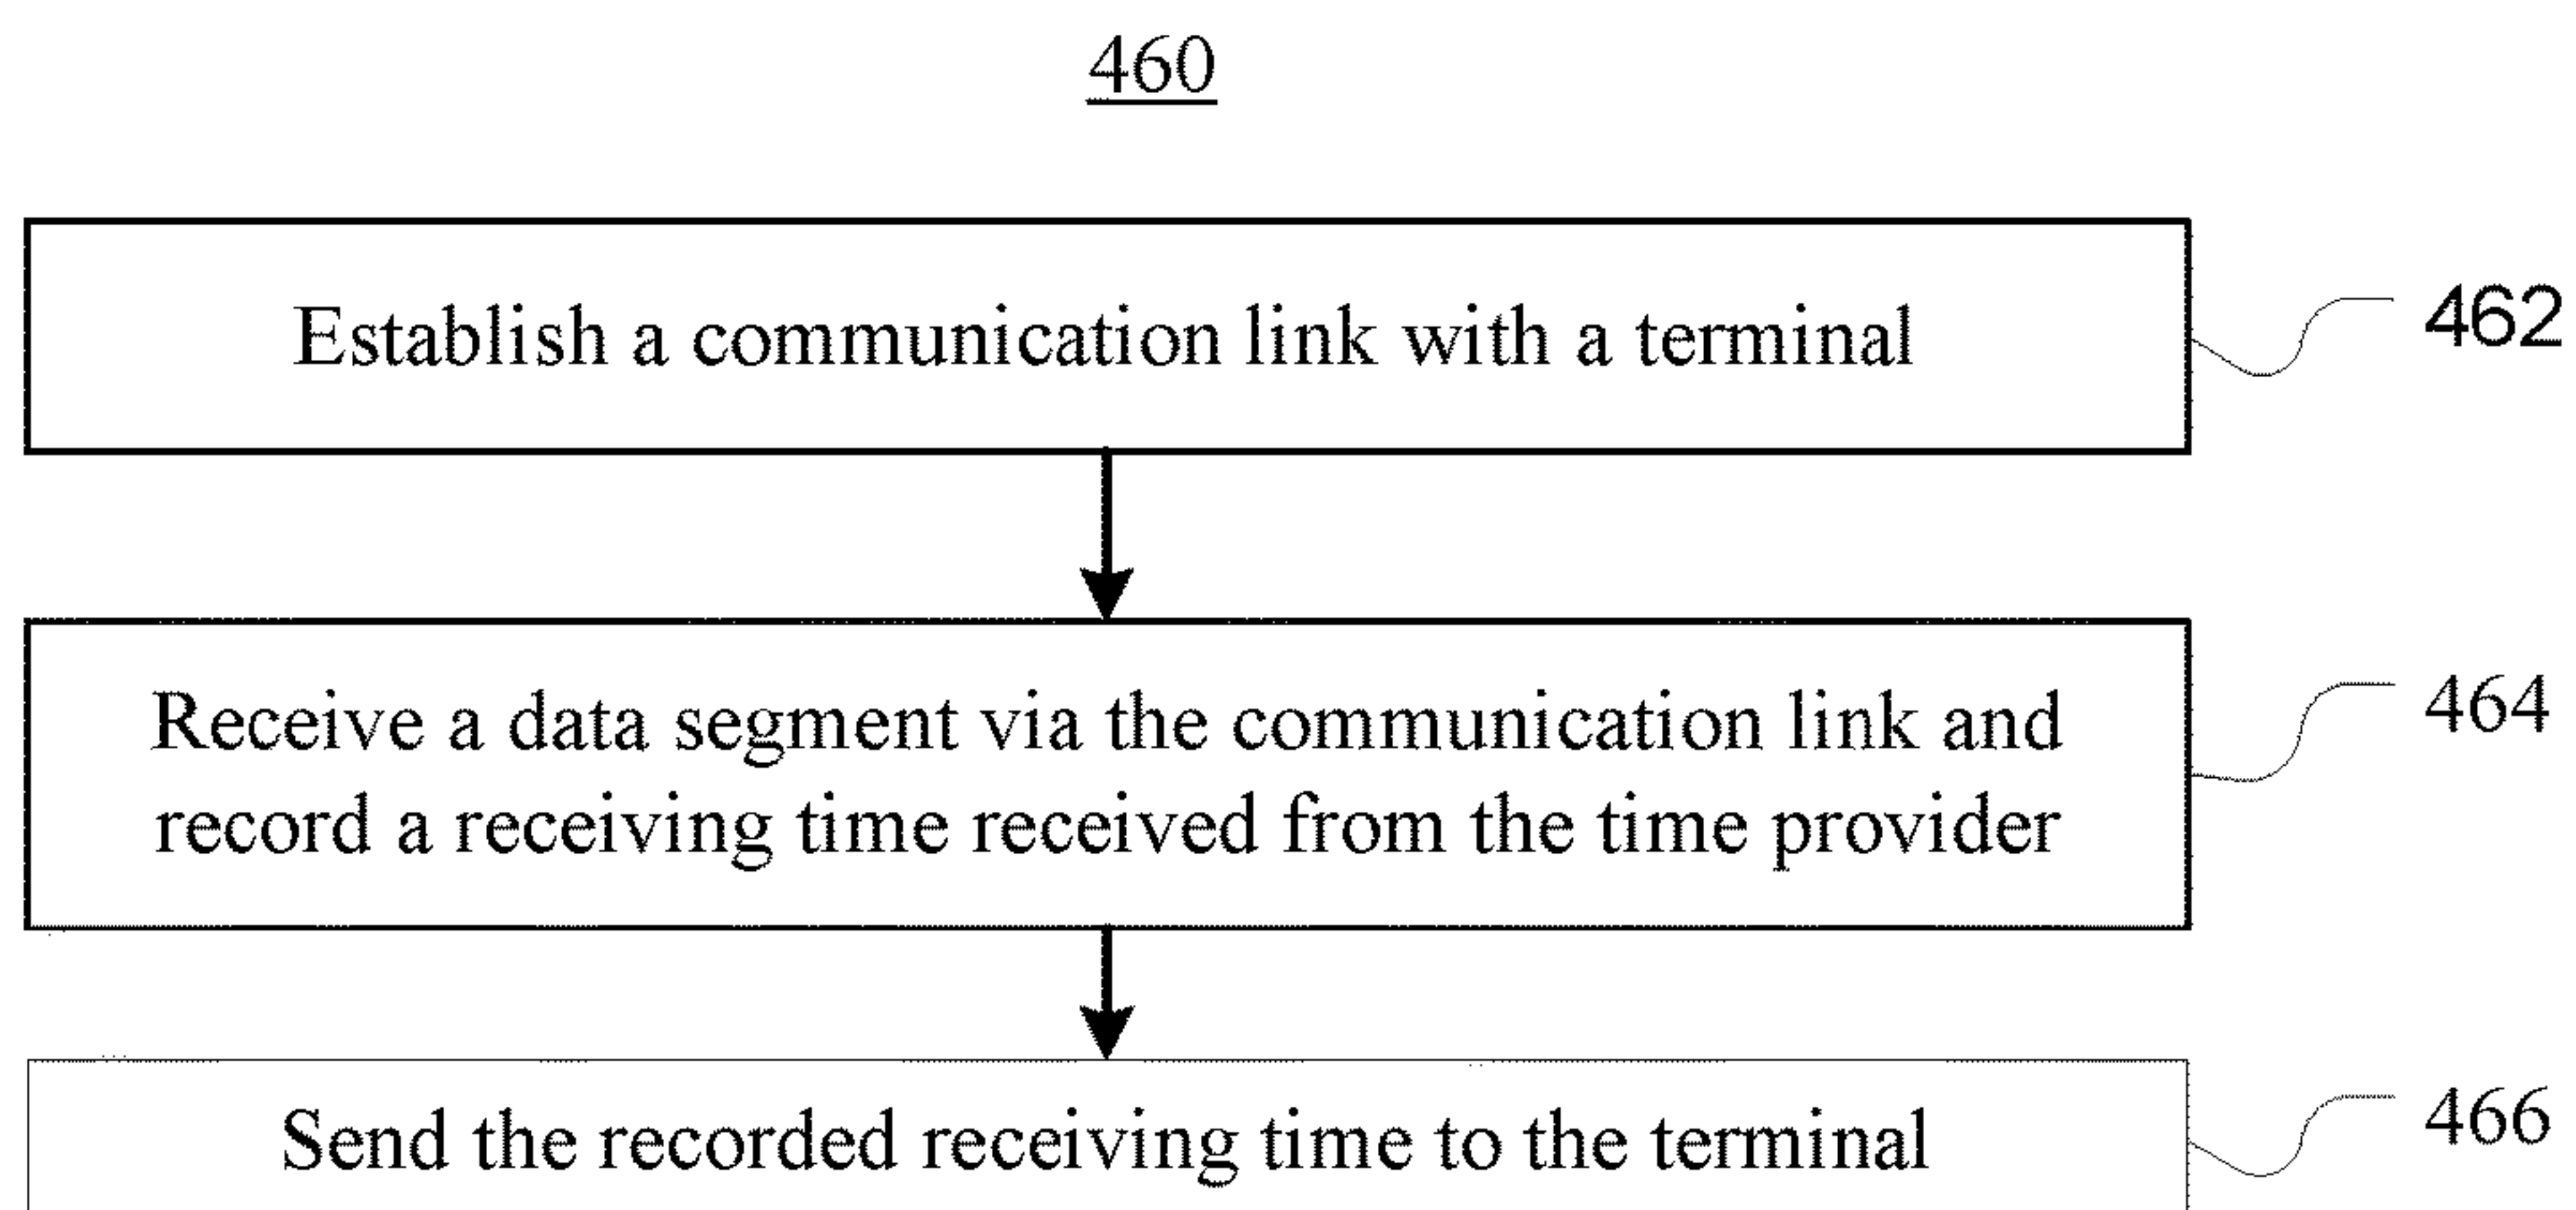 460
Establish a communication link with a terminal
462
Receive a data segment via the communication link and
record a receiving time received from the time provider
464
Send the recorded receiving time to the terminal
466